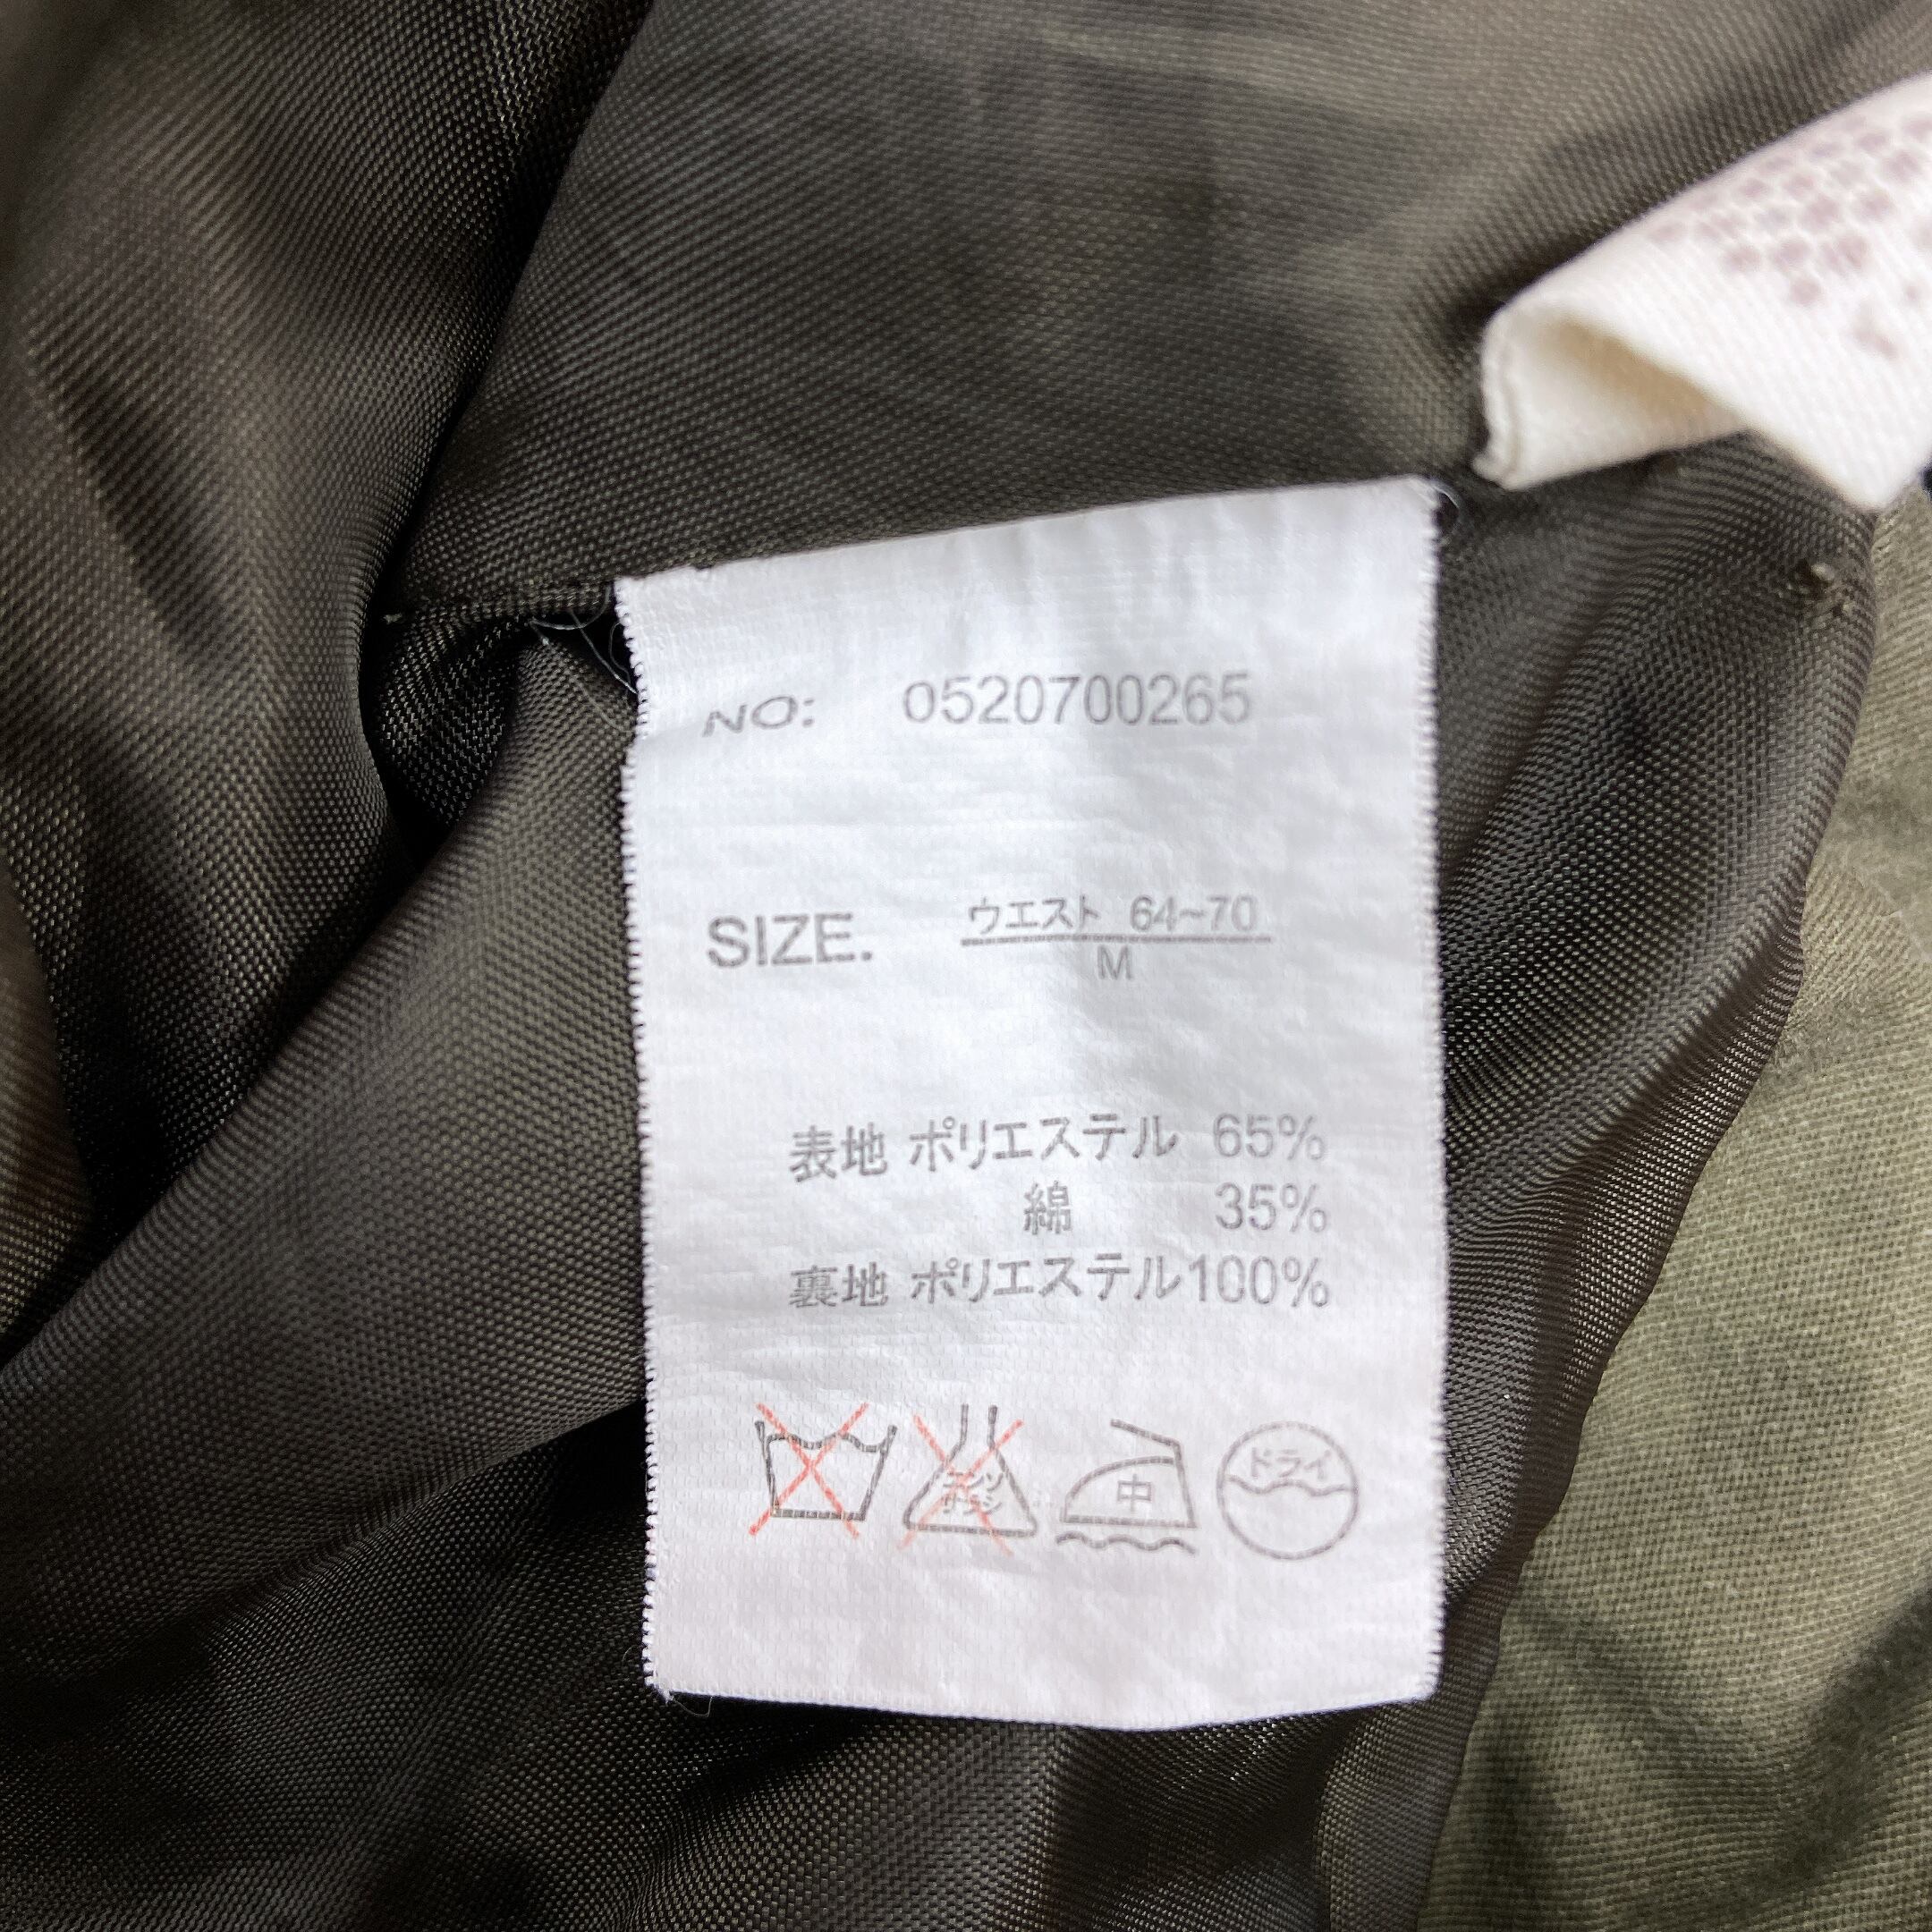 NO: 0520700265
SIZE. ウエスト 64~70
M
表地 ポリエステル 65%
綿 35%
裏地 ポリエステル100%
中 ドライ